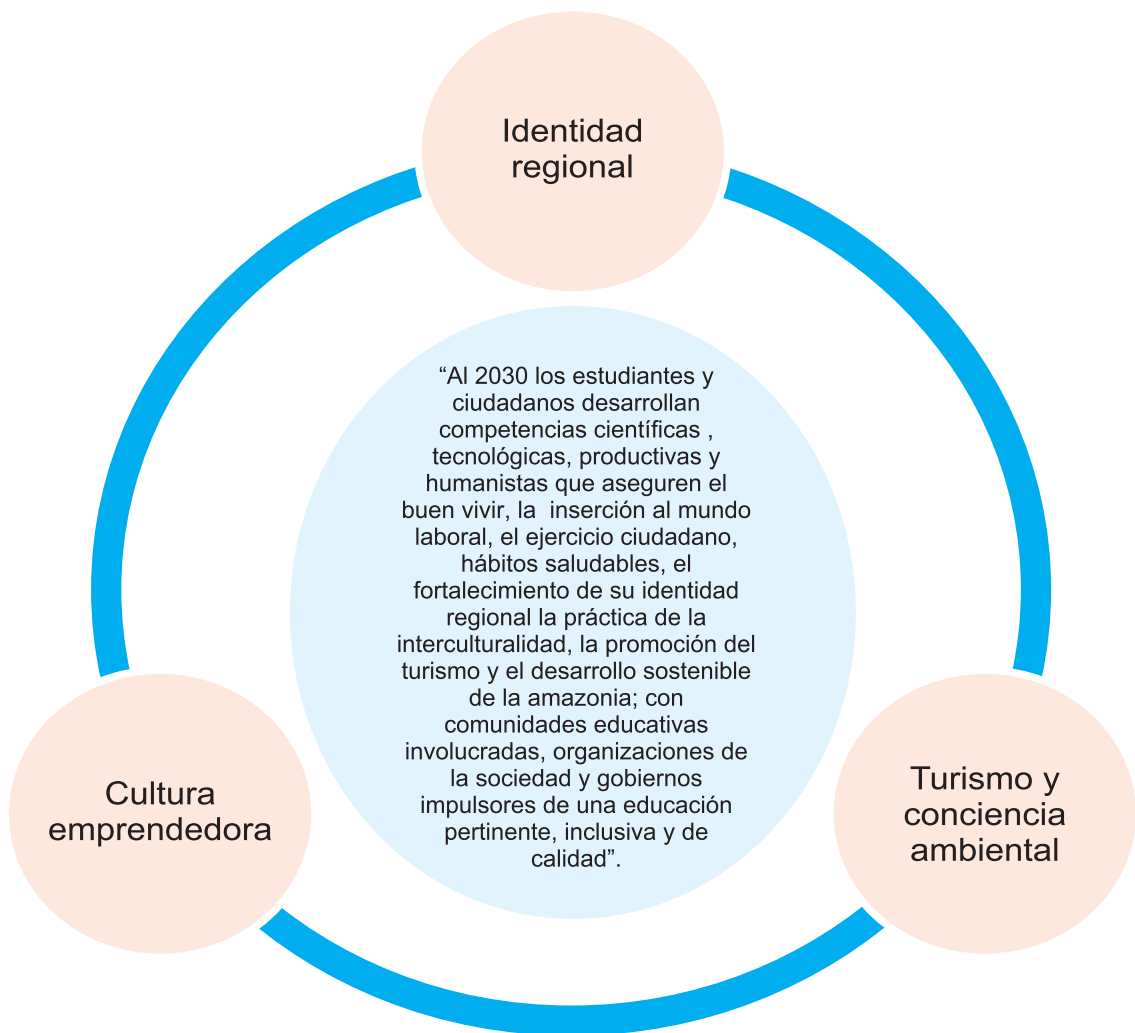 Identidad
regional
“Al 2030 los estudiantes y
ciudadanos desarrollan
competencias científicas ,
tecnológicas, productivas y
humanistas que aseguren el
buen vivir, la  inserción al mundo
laboral, el ejercicio ciudadano,
hábitos saludables, el
fortalecimiento de su identidad
regional la práctica de la
interculturalidad, la promoción del
turismo y el desarrollo sostenible
de la amazonia; con
comunidades educativas
involucradas, organizaciones de
la sociedad y gobiernos
impulsores de una educación
pertinente, inclusiva y de
calidad”.
Cultura
emprendedora
Turismo y
conciencia
ambiental